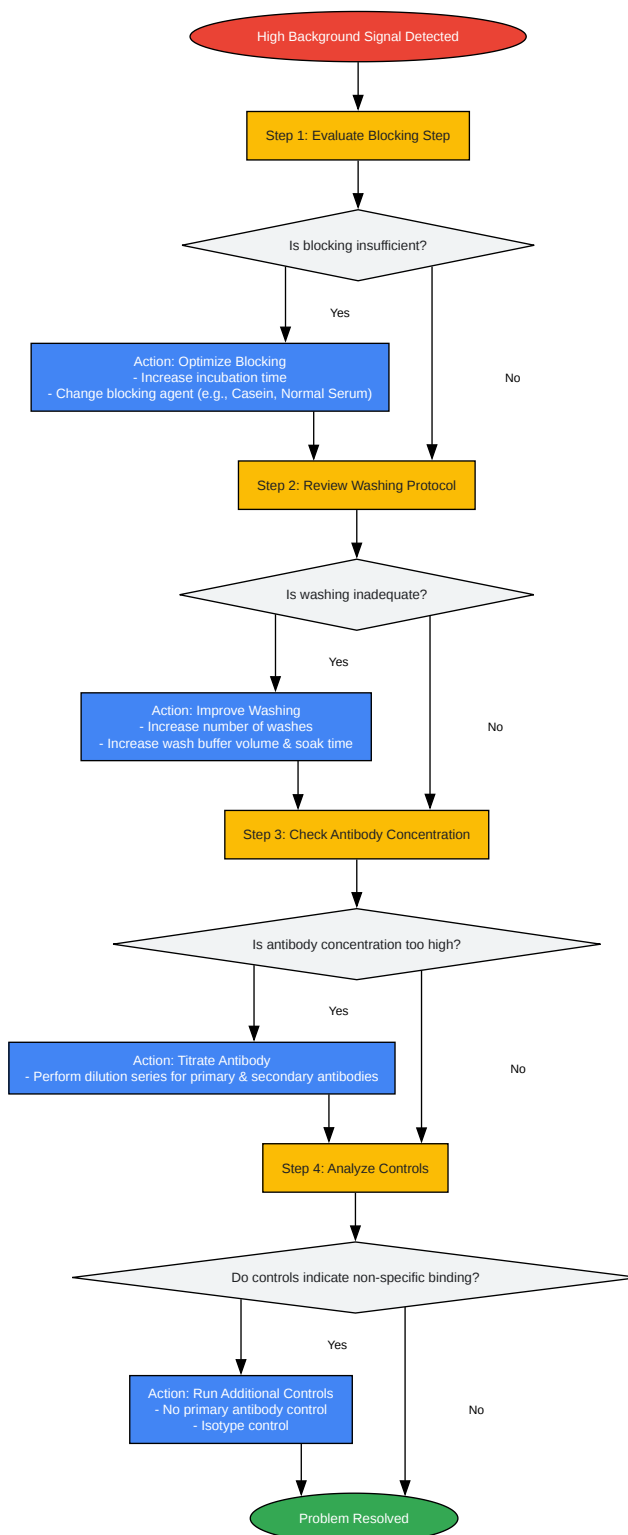 High Background Signal Detected
Step 1: Evaluate Blocking Step
Is blocking insufficient?
Yes
Action: Optimize Blocking
- Increase incubation time
- Change blocking agent (e.g., Casein, Normal Serum)
No
Step 2: Review Washing Protocol
Is washing inadequate?
Yes
Action: Improve Washing
- Increase number of washes
- Increase wash buffer volume & soak time
No
Step 3: Check Antibody Concentration
Is antibody concentration too high?
Yes
Action: Titrate Antibody
- Perform dilution series for primary & secondary antibodies
No
Step 4: Analyze Controls
Do controls indicate non-specific binding?
Yes
Action: Run Additional Controls
- No primary antibody control
- Isotype control
No
Problem Resolved